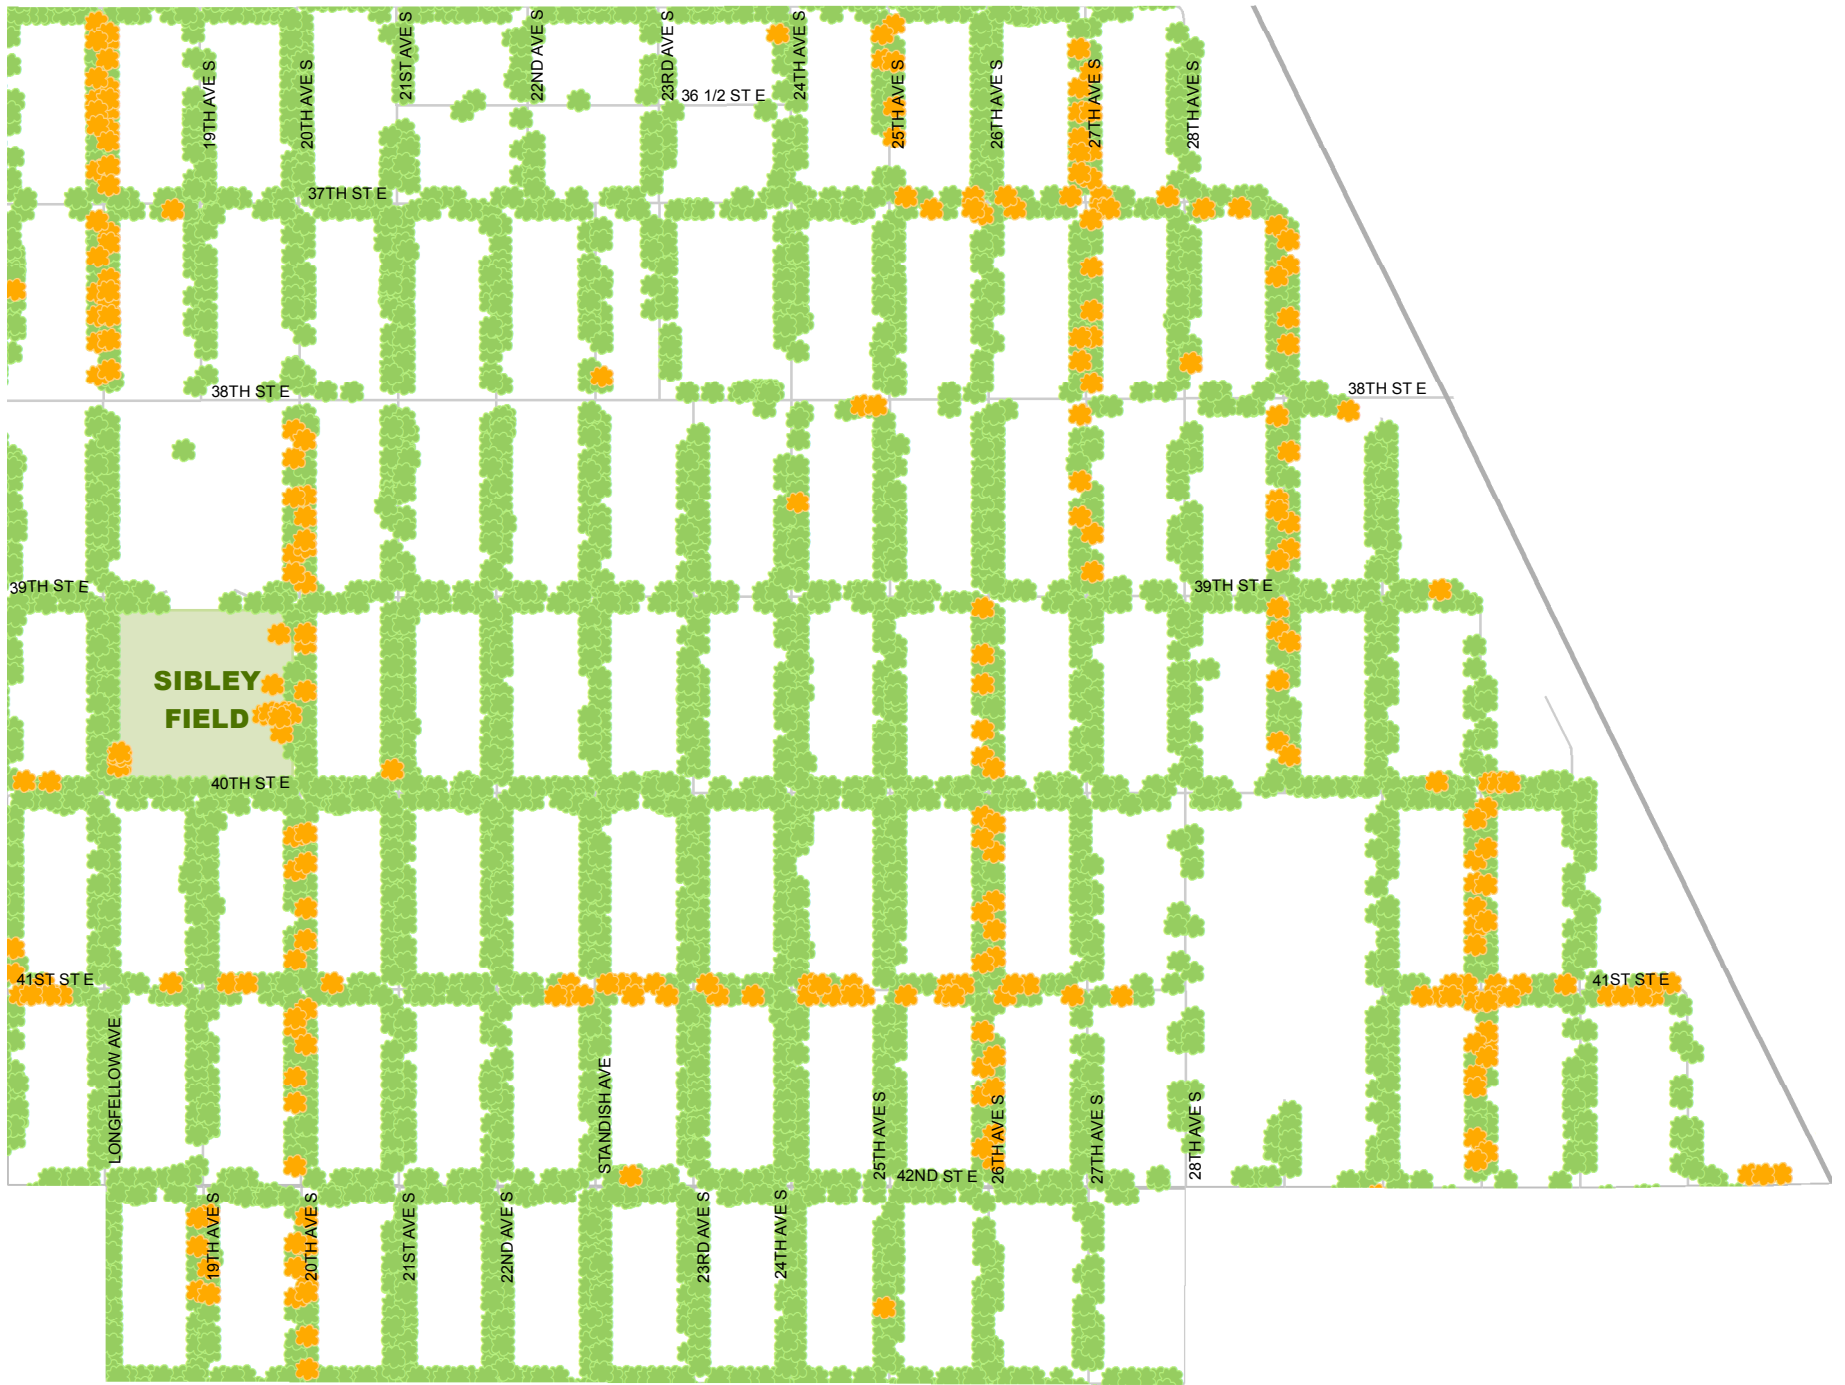 21ST AVE S
22ND AVE S
23RD AVE S
24TH AVE S
19TH AVE S
20TH AVE S
25TH AVE S
26TH AVE S
27TH AVE S
28TH AVE S
36 1/2 ST E
37TH ST E
38TH ST E
38TH ST E
39TH ST E
39TH ST E
SIBLEY
FIELD
40TH ST E
41ST ST E
41ST ST E
LONGFELLOW AVE
STANDISH AVE
25TH AVE S
26TH AVE S
27TH AVE S
28TH AVE S
42ND ST E
19TH AVE S
20TH AVE S
21ST AVE S
22ND AVE S
23RD AVE S
24TH AVE S